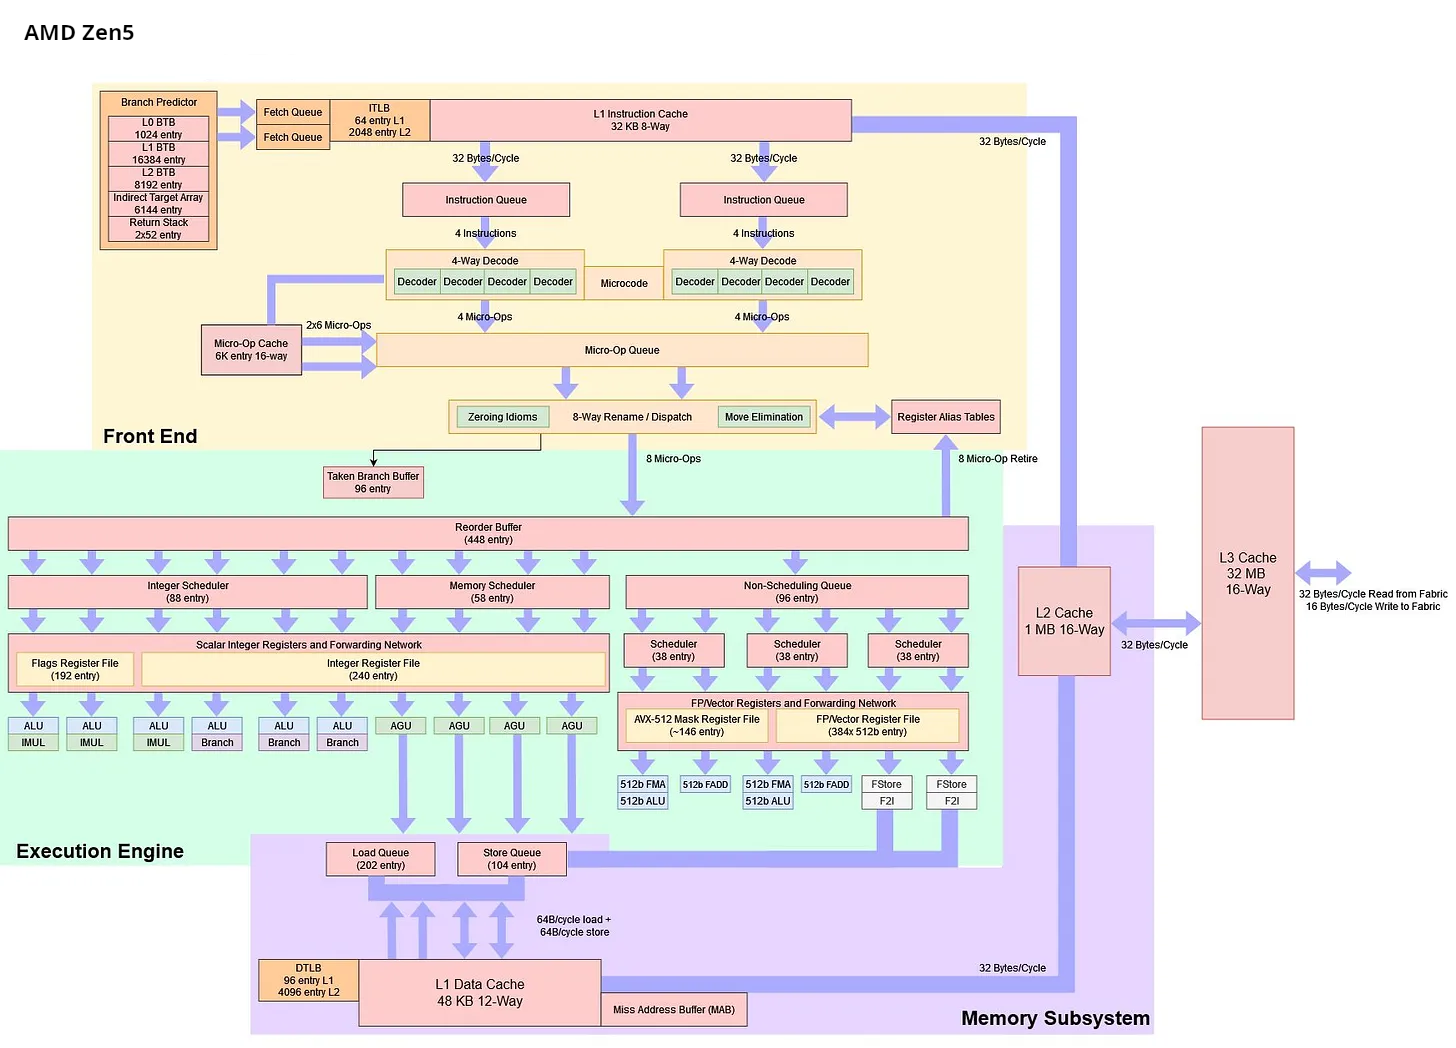 AMD Zen5
Branch Predictor
L0 BTB
1024 entry
L1 BTB
16384 entry
L2 BTB
8192 entry
Indirect Target Array
6144 entry
Return Stack
2x52 entry
Fetch Queue
Fetch Queue
ITLB
64 entry L1
2048 entry L2
L1 Instruction Cache
32 KB 8-Way
32 Bytes/Cycle
32 Bytes/Cycle
32 Bytes/Cycle
Instruction Queue
Instruction Queue
4 Instructions
4 Instructions
4-Way Decode
Decoder Decoder Decoder Decoder
Microcode
4-Way Decode
Decoder Decoder Decoder Decoder
4 Micro-Ops
4 Micro-Ops
Micro-Op Cache
6K entry 16-way
2x6 Micro-Ops
Micro-Op Queue
Zeroing Idioms
8-Way Rename / Dispatch
Move Elimination
Register Alias Tables
Front End
Taken Branch Buffer
96 entry
8 Micro-Ops
8 Micro-Op Retire
Reorder Buffer
(448 entry)
Integer Scheduler
(88 entry)
Memory Scheduler
(58 entry)
Non-Scheduling Queue
(96 entry)
Scalar Integer Registers and Forwarding Network
Flags Register File
(192 entry)
Integer Register File
(240 entry)
Scheduler
(38 entry)
Scheduler
(38 entry)
Scheduler
(38 entry)
FP/Vector Registers and Forwarding Network
AVX-512 Mask Register File
(~146 entry)
FP/Vector Register File
(384x 512b entry)
ALU
IMUL
ALU
IMUL
ALU
IMUL
ALU
Branch
ALU
Branch
ALU
Branch
AGU
AGU
AGU
AGU
512b FMA
512b ALU
512b FADD
512b FMA
512b ALU
512b FADD
FStore
F2I
FStore
F2I
Execution Engine
Load Queue
(202 entry)
Store Queue
(104 entry)
64B/cycle load +
64B/cycle store
DTLB
96 entry L1
4096 entry L2
L1 Data Cache
48 KB 12-Way
Miss Address Buffer (MAB)
32 Bytes/Cycle
Memory Subsystem
L2 Cache
1 MB 16-Way
32 Bytes/Cycle
L3 Cache
32 MB
16-Way
32 Bytes/Cycle Read from Fabric
16 Bytes/Cycle Write to Fabric